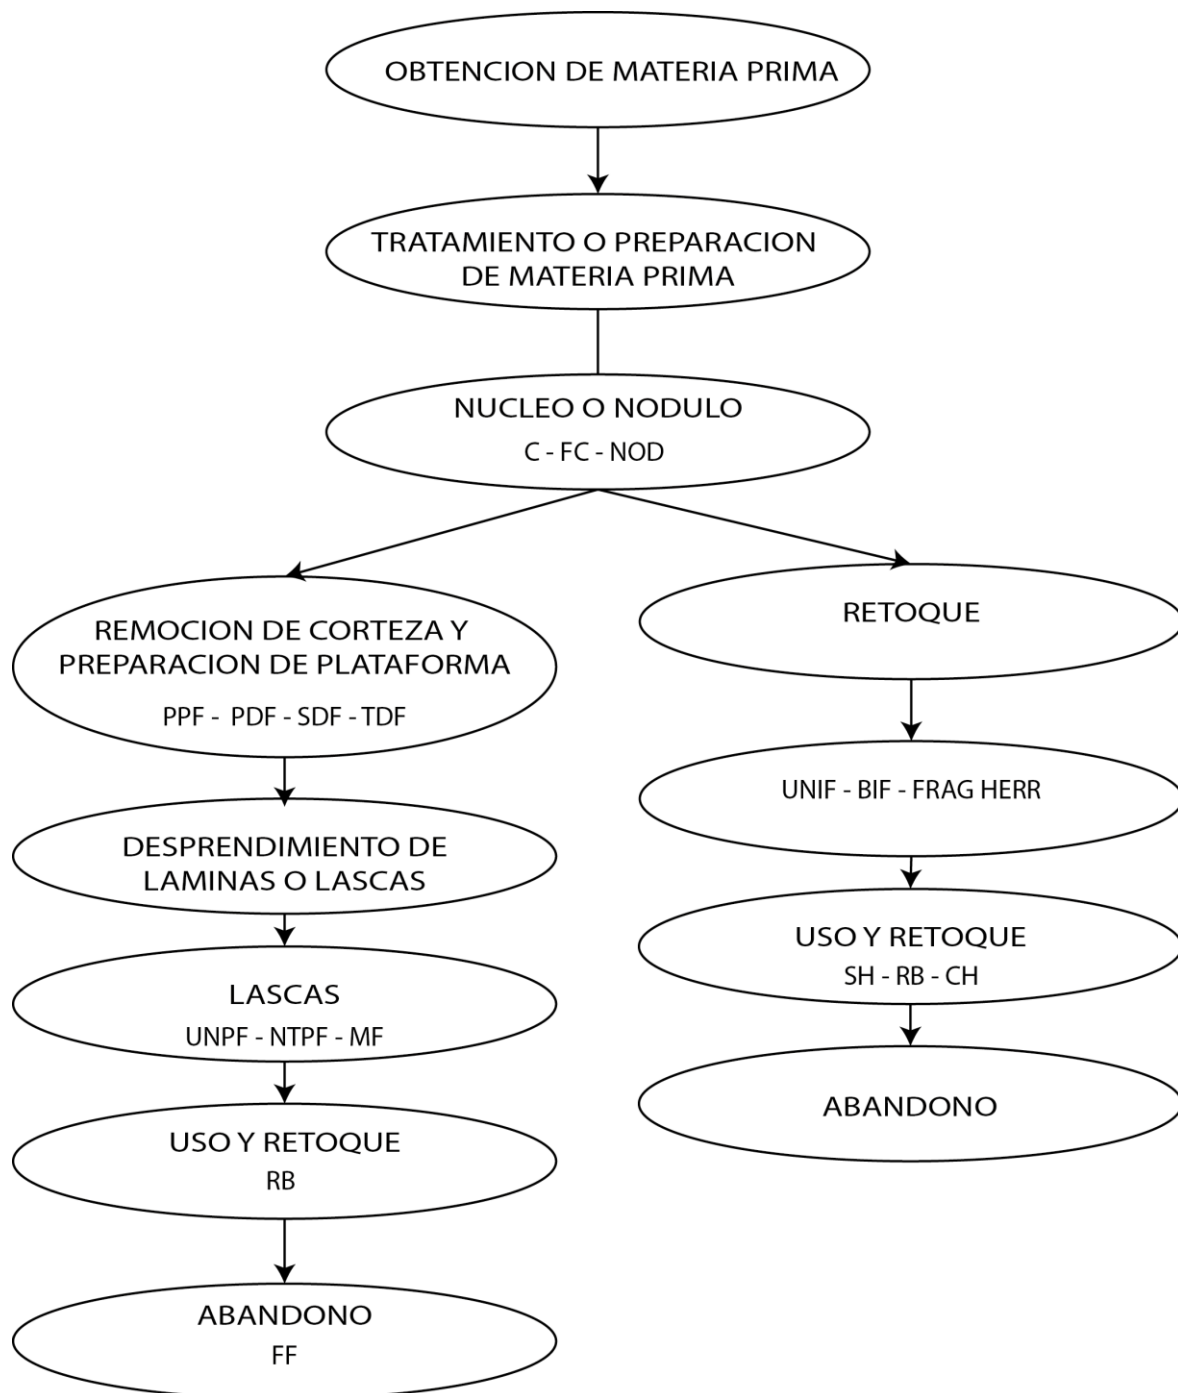 OBTENCION DE MATERIA PRIMA
TRATAMIENTO O PREPARACION
DE MATERIA PRIMA
NUCLEO O NODULO
C - FC - NOD
REMOCION DE CORTEZA Y
PREPARACION DE PLATAFORMA
PPF - PDF - SDF - TDF
DESPRENDIMIENTO DE
LAMINAS O LASCAS
LASCAS
UNPF - NTPF - MF
USO Y RETOQUE
RB
ABANDONO
FF
RETOQUE
UNIF - BIF - FRAG HERR
USO Y RETOQUE
SH - RB - CH
ABANDONO